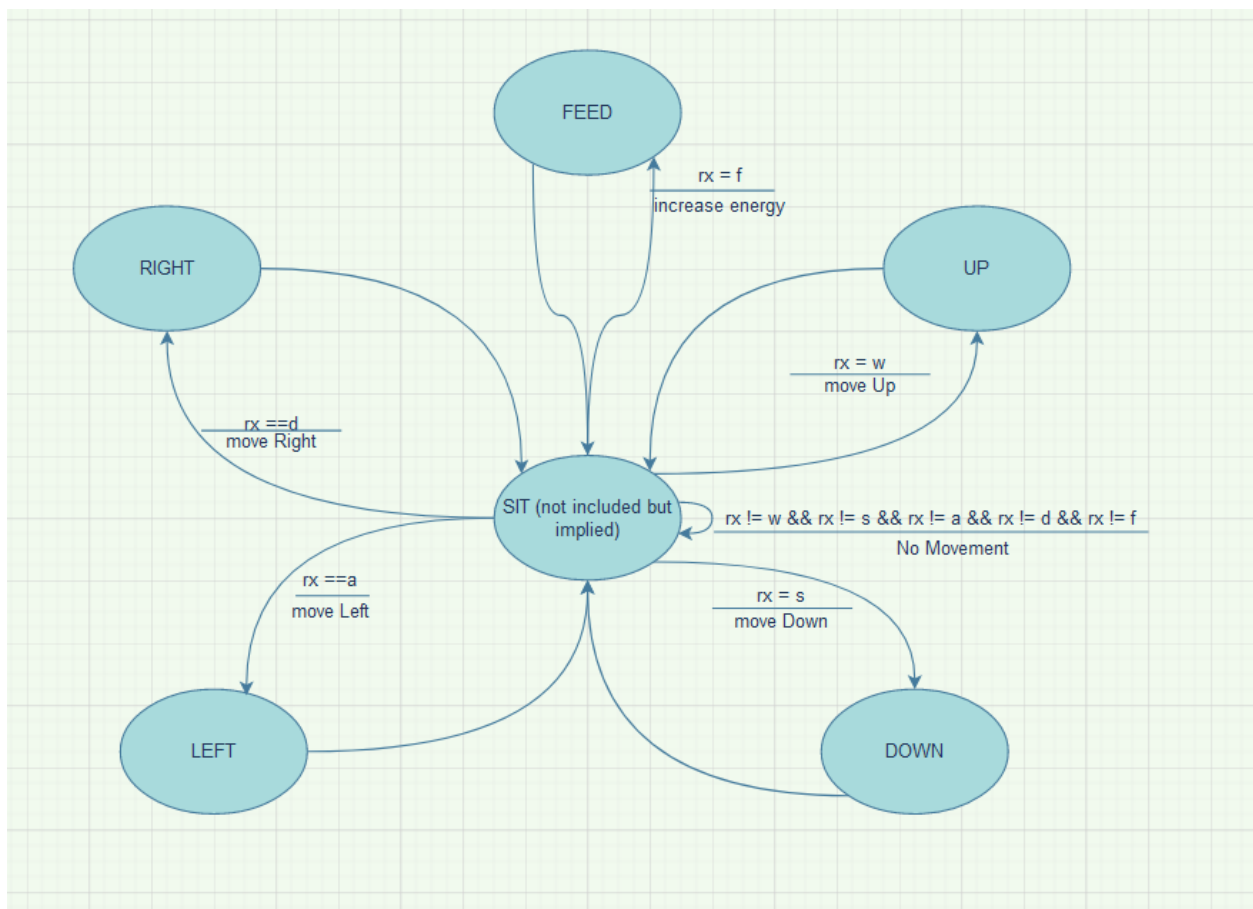 FEED
rx = f
increase energy
RIGHT
UP
rx = w
move Up
rx ==d
move Right
SIT (not included but
implied)
rx != w && rx != s && rx != a && rx != d && rx != f
No Movement
rx ==a
move Left
rx = s
move Down
LEFT
DOWN